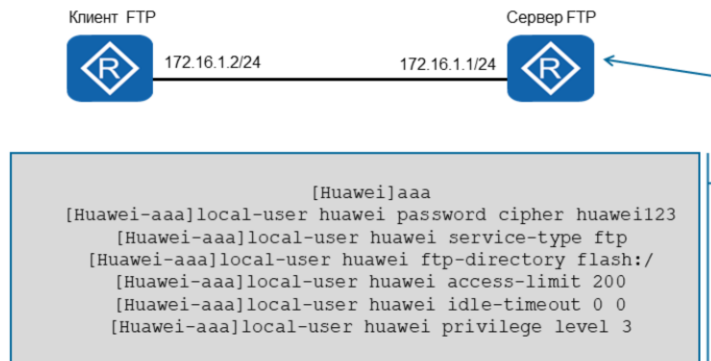 Клиент FTP
Сервер FTP
172.16.1.2/24
172.16.1.1/24
R
R
[Huawei]aaa
[Huawei-aaa]local-user huawei password cipher huawei123
[Huawei-aaa]local-user huawei service-type ftp
[Huawei-aaa]local-user huawei ftp-directory flash:/
[Huawei-aaa]local-user huawei access-limit 200
[Huawei-aaa]local-user huawei idle-timeout 0 0
[Huawei-aaa]local-user huawei privilege level 3